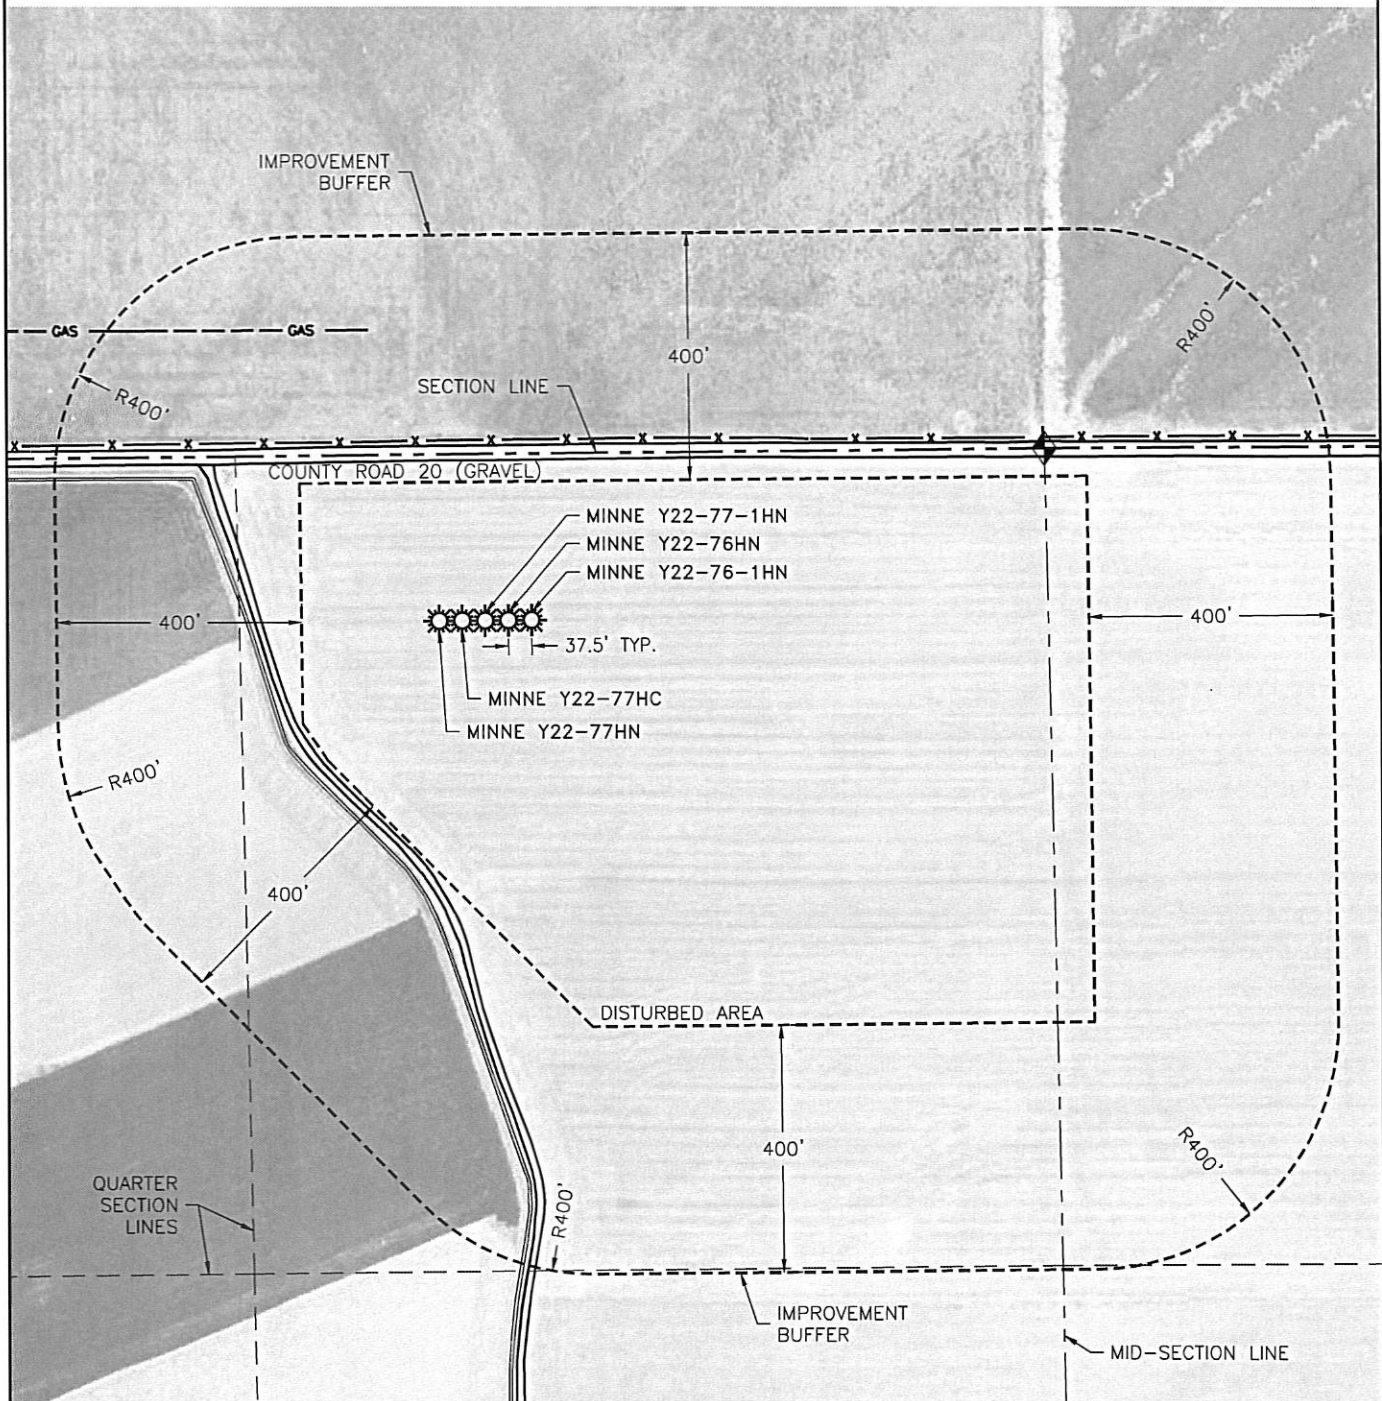 IMPROVEMENT
BUFFER
GAS
GAS
400'
R400'
R400'
SECTION LINE
COUNTY ROAD 20 (GRAVEL)
MINNE Y22-77-1HN
MINNE Y22-76HN
MINNE Y22-76-1HN
400'
400'
37.5' TYP.
MINNE Y22-77HC
MINNE Y22-77HN
R400'
400'
DISTURBED AREA
400'
R400'
QUARTER
SECTION
LINES
R400'
IMPROVEMENT
BUFFER
MID-SECTION LINE
X X X X X X X X X X X X X X X X